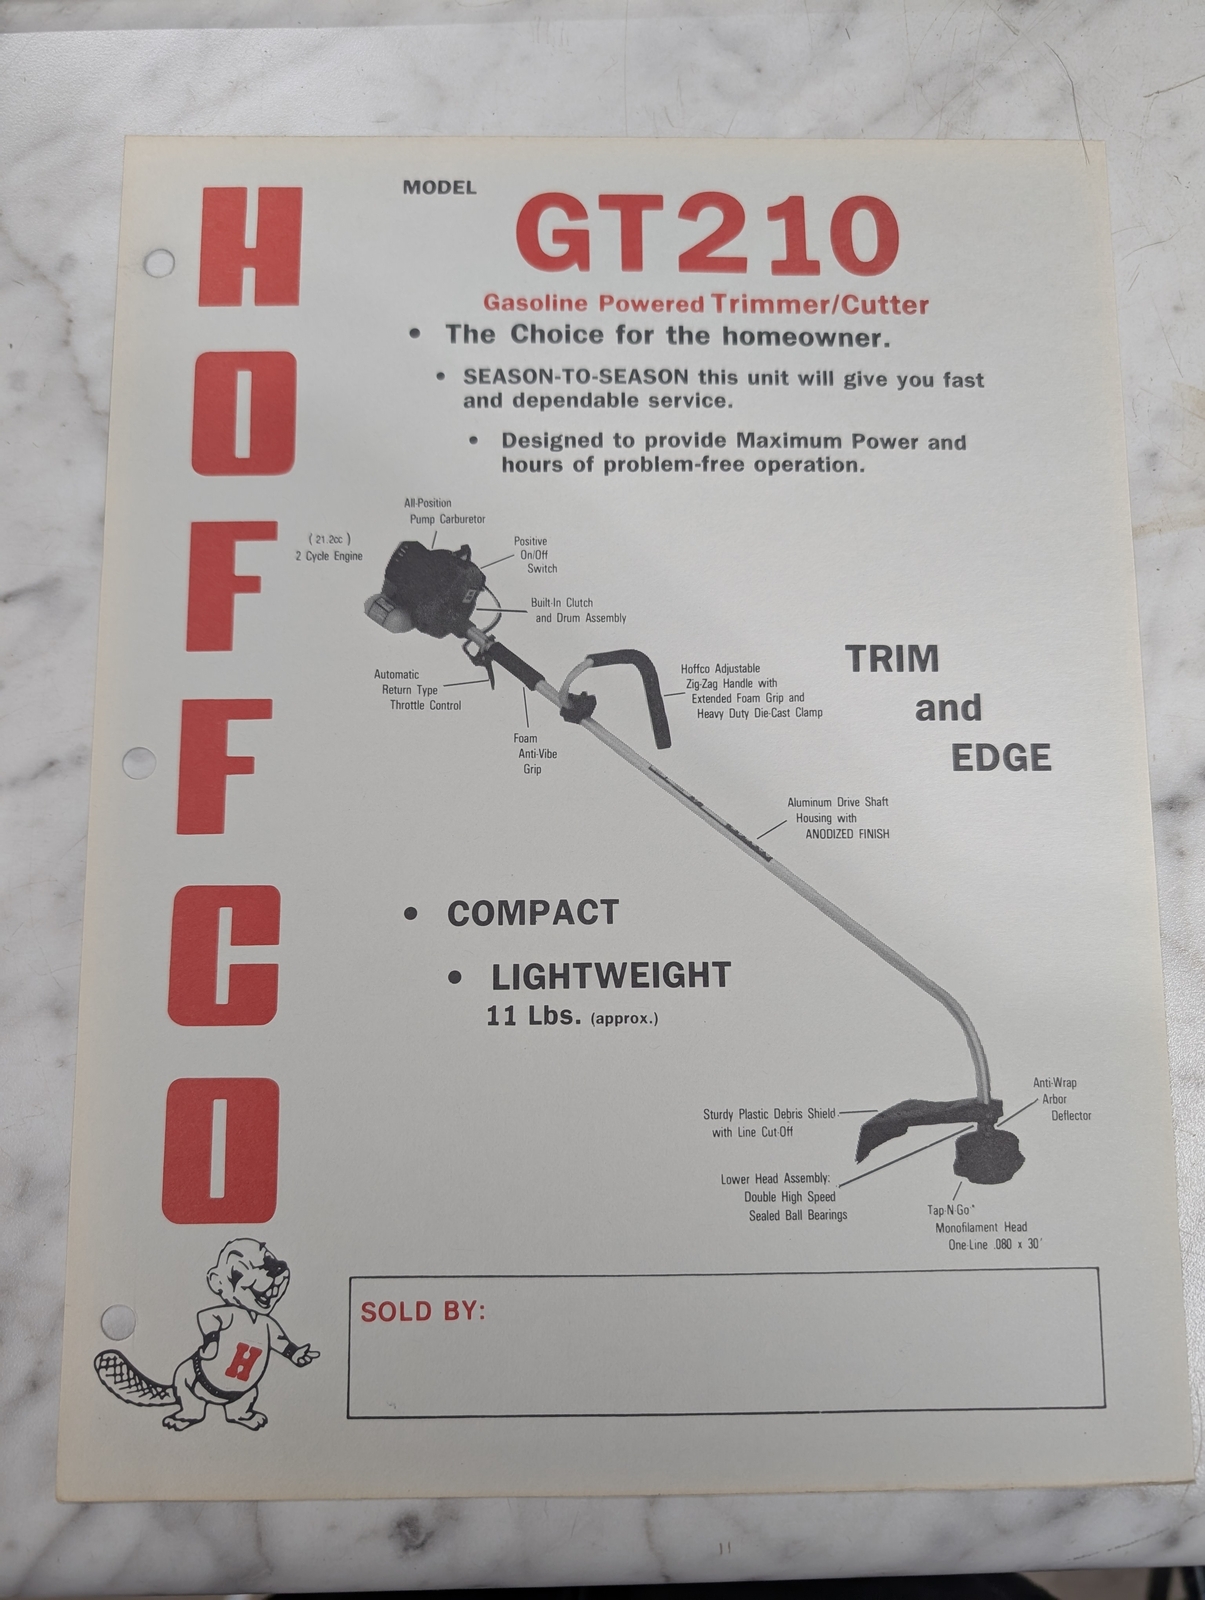 HOFFCO
MODEL
GT210
Gasoline Powered Trimmer/Cutter
• The Choice for the homeowner.
• SEASON-TO-SEASON this unit will give you fast
and dependable service.
• Designed to provide Maximum Power and
hours of problem-free operation.
All-Position
Pump Carburetor
(21.2cc)
2 Cycle Engine
Positive
On/Off
Switch
Built-In Clutch
and Drum Assembly
Automatic
Return Type
Throttle Control
Foam
Anti-Vibe
Grip
Hoffco Adjustable
Zig-Zag Handle with
Extended Foam Grip and
Heavy Duty Die-Cast Clamp
TRIM
and
EDGE
Aluminum Drive Shaft
Housing with
ANODIZED FINISH
• COMPACT
• LIGHTWEIGHT
11 Lbs. (approx.)
Sturdy Plastic Debris Shield
with Line Cut-Off
Anti-Wrap
Arbor
Deflector
Lower Head Assembly:
Double High Speed
Sealed Ball Bearings
Tap-N-Go*
Monofilament Head
One-Line .080 x 30'
H
SOLD BY: